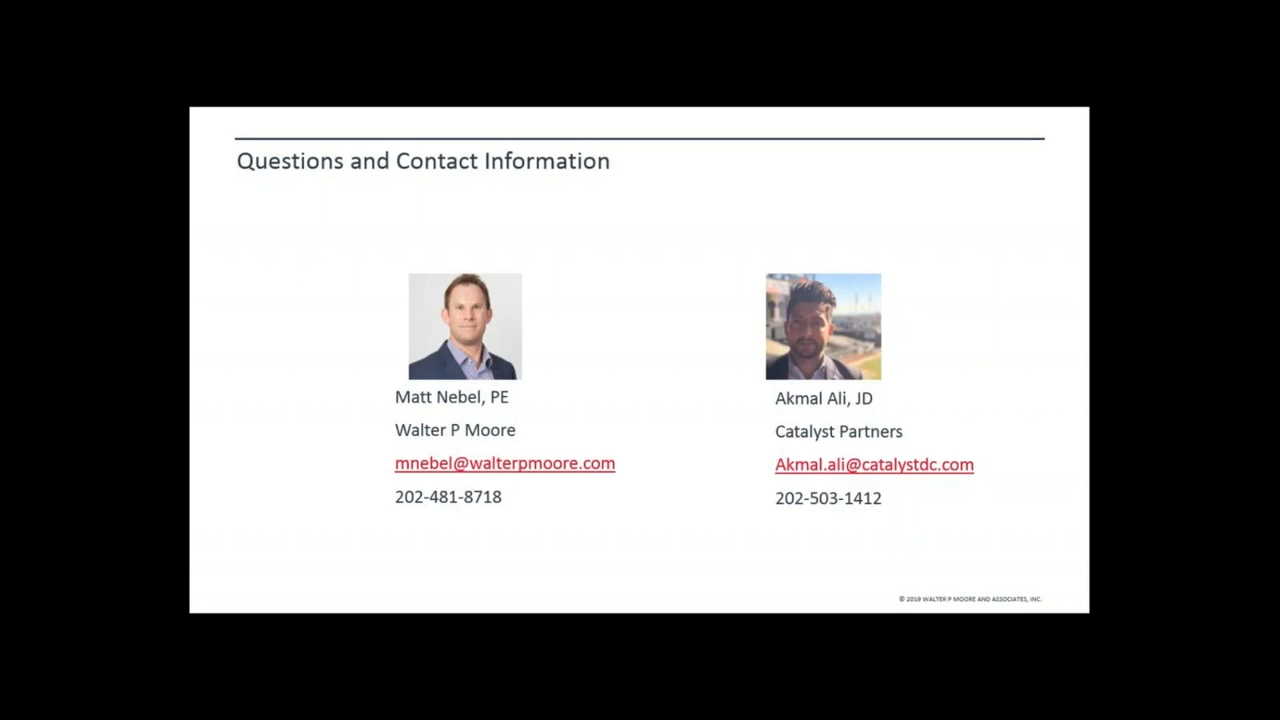 Questions and Contact Information
Matt Nebel, PE
Walter P Moore
mnebel@walterpmoore.com
202-481-8718
Akmal Ali, JD
Catalyst Partners
Akmal.ali@catalystdc.com
202-503-1412
© 2019 WALTER P MOORE AND ASSOCIATES, INC.